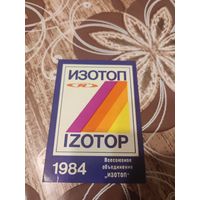 ИЗОТОП
IZOTOP
1984
Всесоюзное
объединение
„ИЗОТОП“